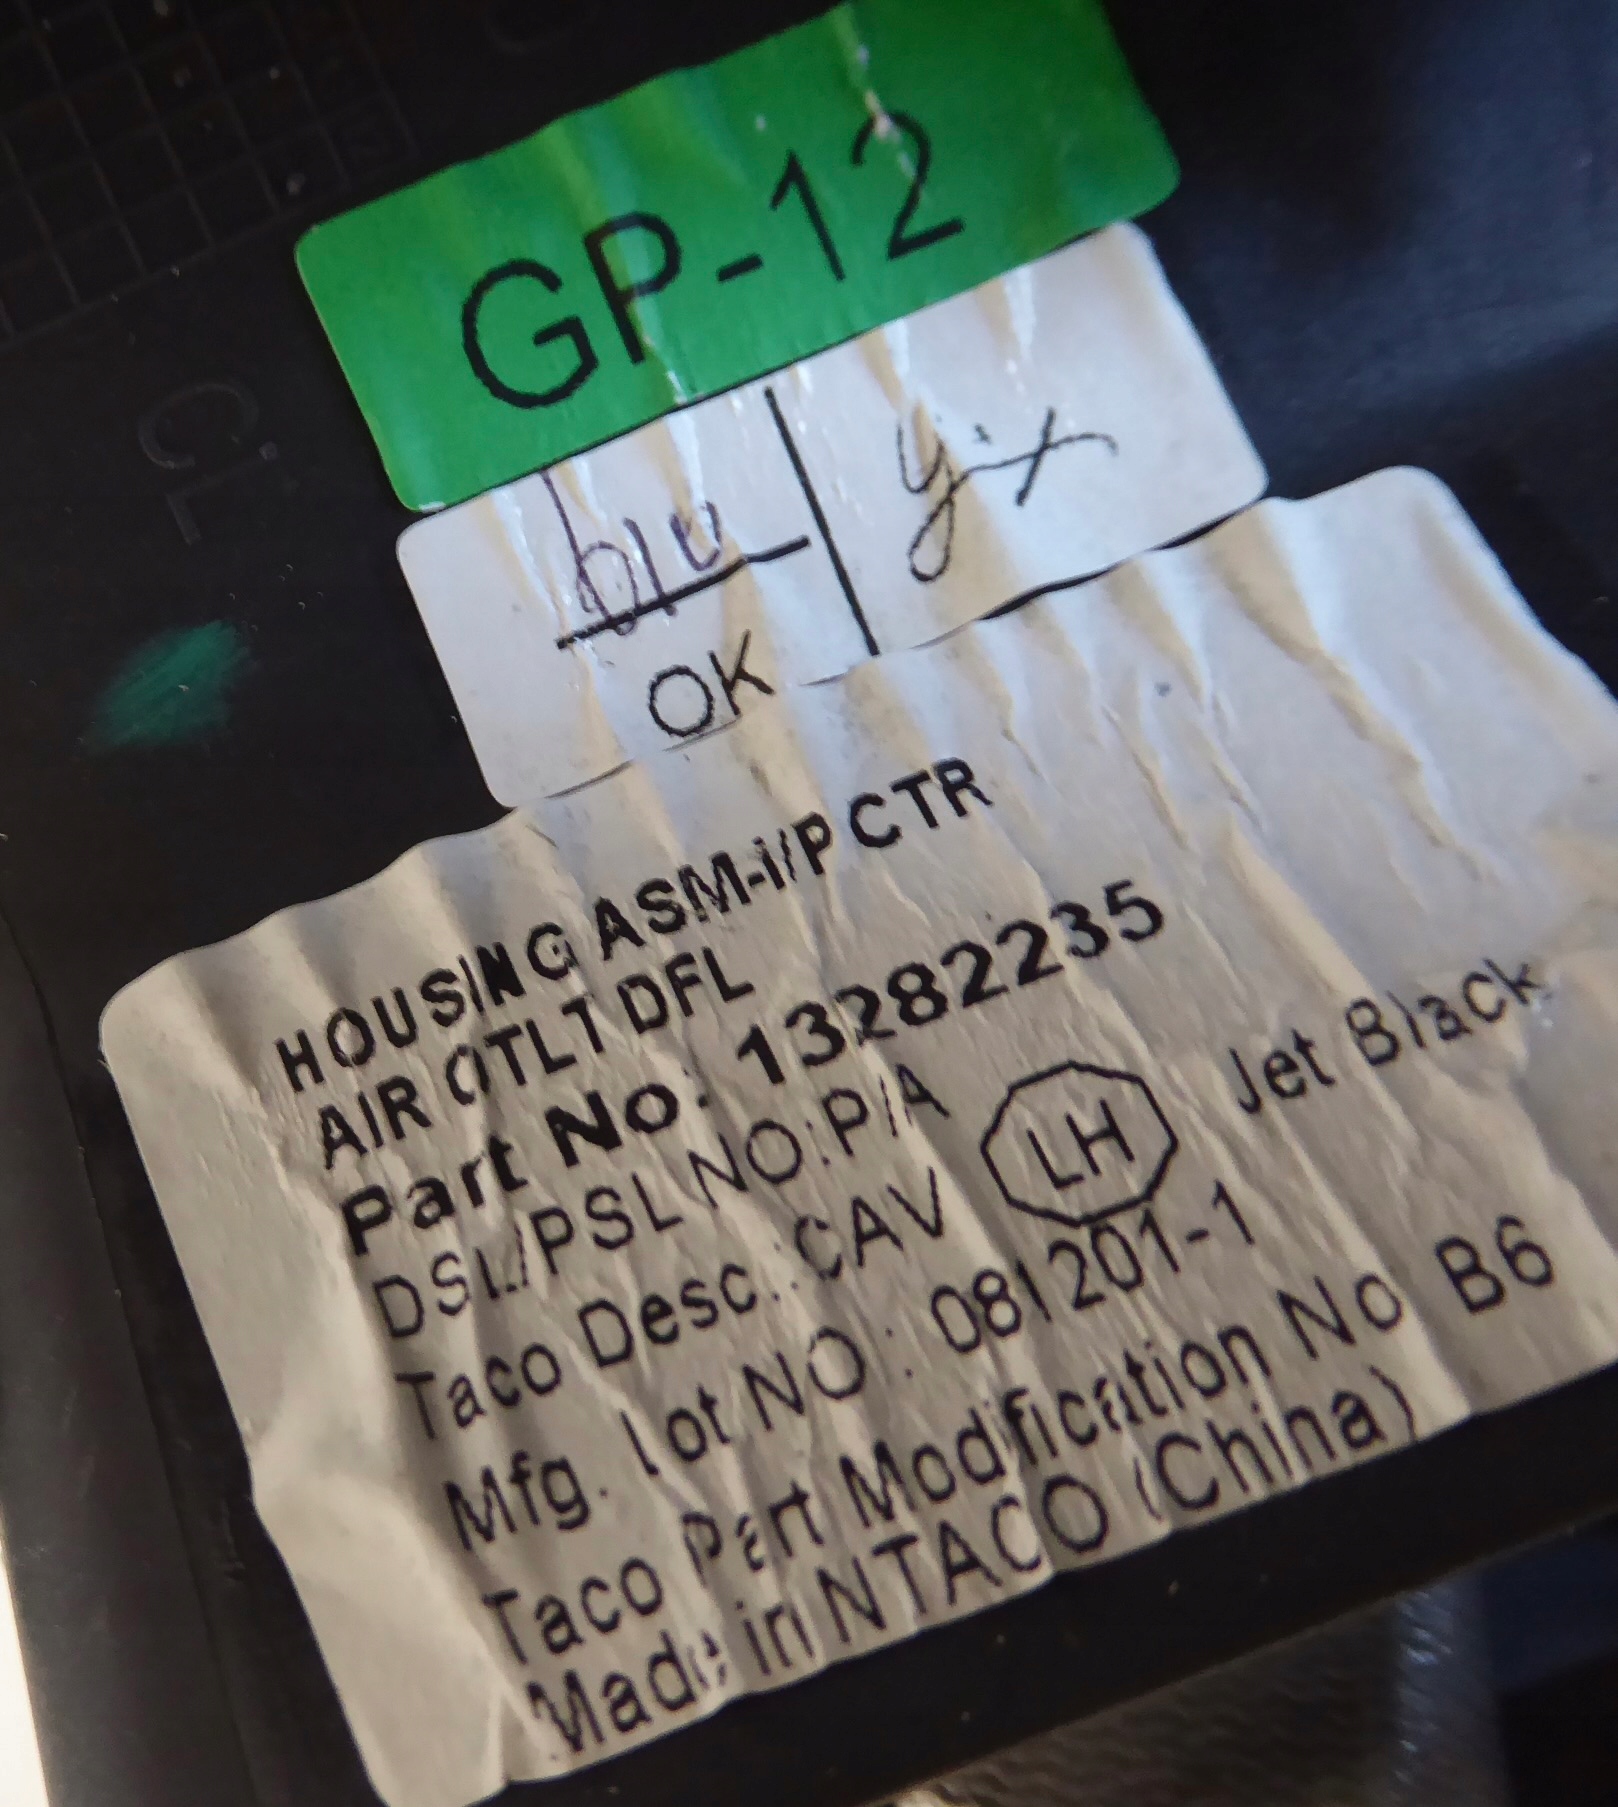 GP-12
OK
HOUSING ASM-I/P CTR
AIR OTLT DFL
Part No: 13282235
DSL/PSL NO:P/A
Taco Desc.:CAV LH Jet Black
Mfg. Lot NO : 081201-1
Taco Part Modification No B6
Made in NTACO (China)